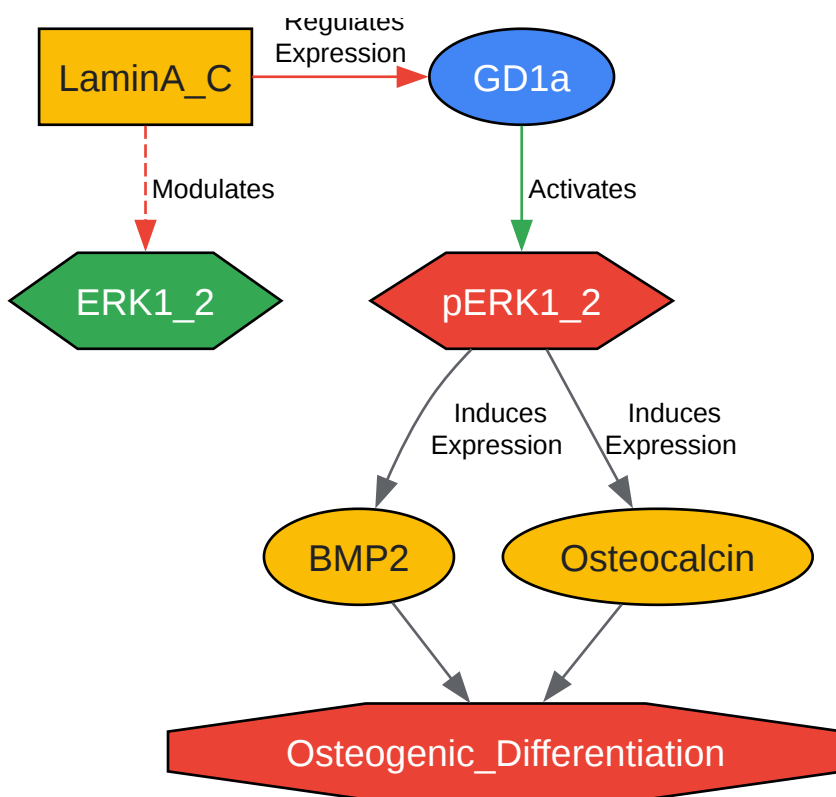 Regulates
Expression
LaminA_C
GD1a
Modulates
Activates
ERK1_2
pERK1_2
Induces
Expression
Induces
Expression
BMP2
Osteocalcin
Osteogenic_Differentiation